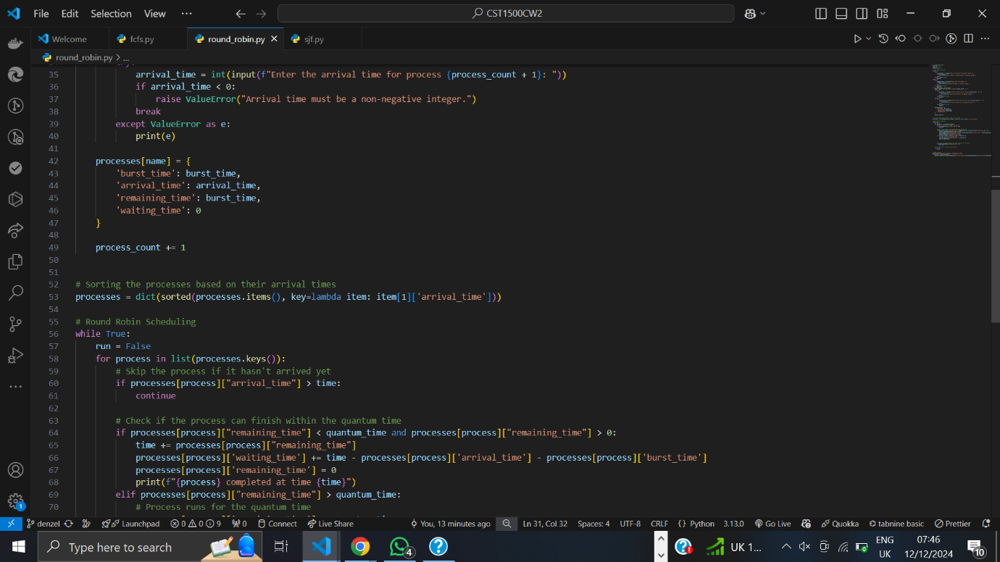 File Edit Selection View ... CST1500CW2
Welcome fcfs.py round_robin.py sjf.py
round_robin.py > ...
35 arrival_time = int(input(f"Enter the arrival time for process {process_count + 1}: "))
36 if arrival_time < 0:
37 raise ValueError("Arrival time must be a non-negative integer.")
38 break
39 except ValueError as e:
40 print(e)
41
42 processes[name] = {
43 'burst_time': burst_time,
44 'arrival_time': arrival_time,
45 'remaining_time': burst_time,
46 'waiting_time': 0
47 }
48
49 process_count += 1
50
51
52 # Sorting the processes based on their arrival times
53 processes = dict(sorted(processes.items(), key=lambda item: item[1]['arrival_time']))
54
55 # Round Robin Scheduling
56 while True:
57 run = False
58 for process in list(processes.keys()):
59 # Skip the process if it hasn't arrived yet
60 if processes[process]["arrival_time"] > time:
61 continue
62
63 # Check if the process can finish within the quantum time
64 if processes[process]["remaining_time"] < quantum_time and processes[process]["remaining_time"] > 0:
65 time += processes[process]["remaining_time"]
66 processes[process]['waiting_time'] += time - processes[process]['arrival_time'] - processes[process]['burst_time']
67 processes[process]['remaining_time'] = 0
68 print(f"{process} completed at time {time}")
69 elif processes[process]["remaining_time"] > quantum_time:
70 # Process runs for the quantum time
1 denzel Launchpad 0 0 9 0 Connect Live Share You, 13 minutes ago Ln 31, Col 32 Spaces: 4 UTF-8 CRLF {} Python 3.13.0 Go Live Quokka tabnine basic Prettier
Type here to search 4 UK 1... ENG 07:46
UK 12/12/2024 10